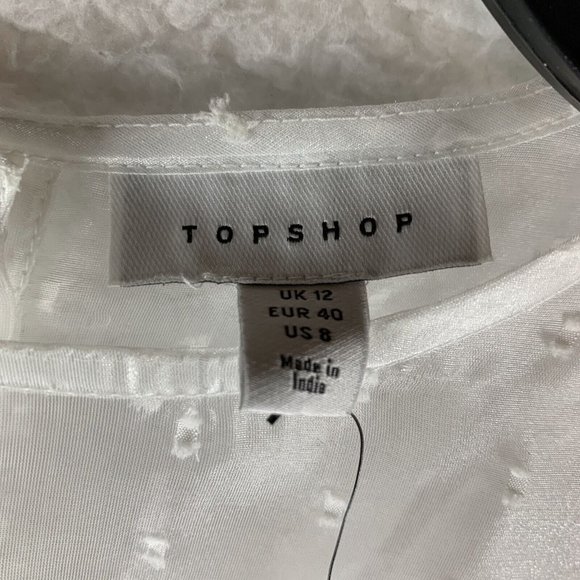 TOPSHOP
UK 12
EUR 40
US 8
Made in
India